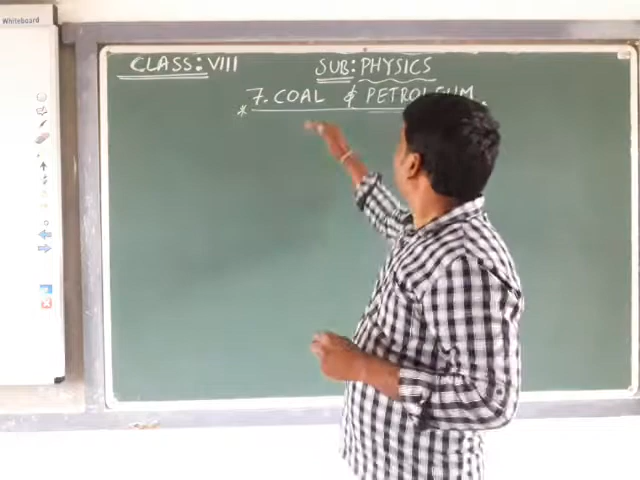 Whiteboard
CLASS: VIII
SUB: PHYSICS
* 7. COAL & PETROLEUM.